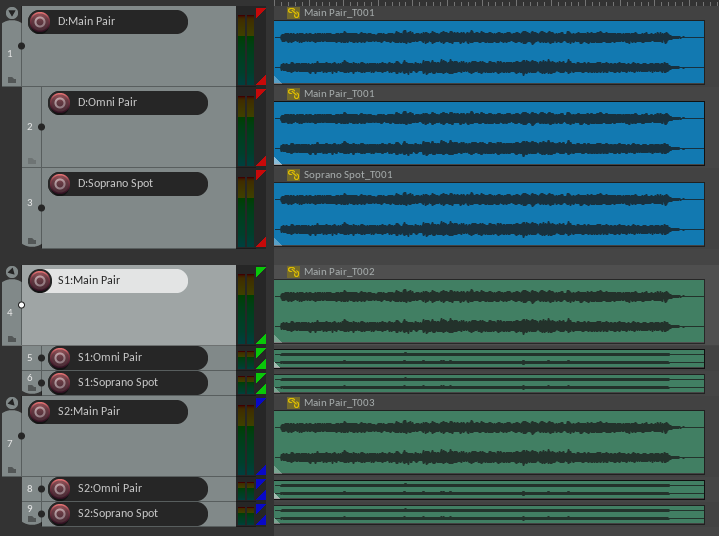 D:Main Pair
Main Pair_T001
1
D:Omni Pair
Main Pair_T001
2
D:Soprano Spot
Soprano Spot_T001
3
S1:Main Pair
Main Pair_T002
4
5
S1:Omni Pair
6
S1:Soprano Spot
S2:Main Pair
Main Pair_T003
7
8
S2:Omni Pair
9
S2:Soprano Spot